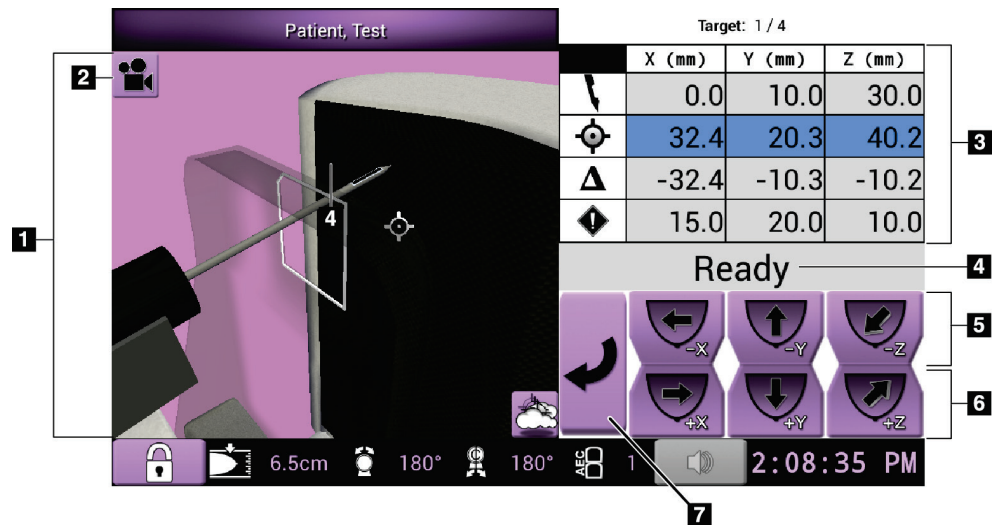 Patient, Test
Target: 1 / 4
X (mm) Y (mm) Z (mm)
0.0 10.0 30.0
32.4 20.3 40.2
Δ -32.4 -10.3 -10.2
15.0 20.0 10.0
Ready
-X -Y -Z
+X +Y +Z
4
6.5cm 180° 180° AEC 1 2:08:35 PM
1
2
3
4
5
6
7